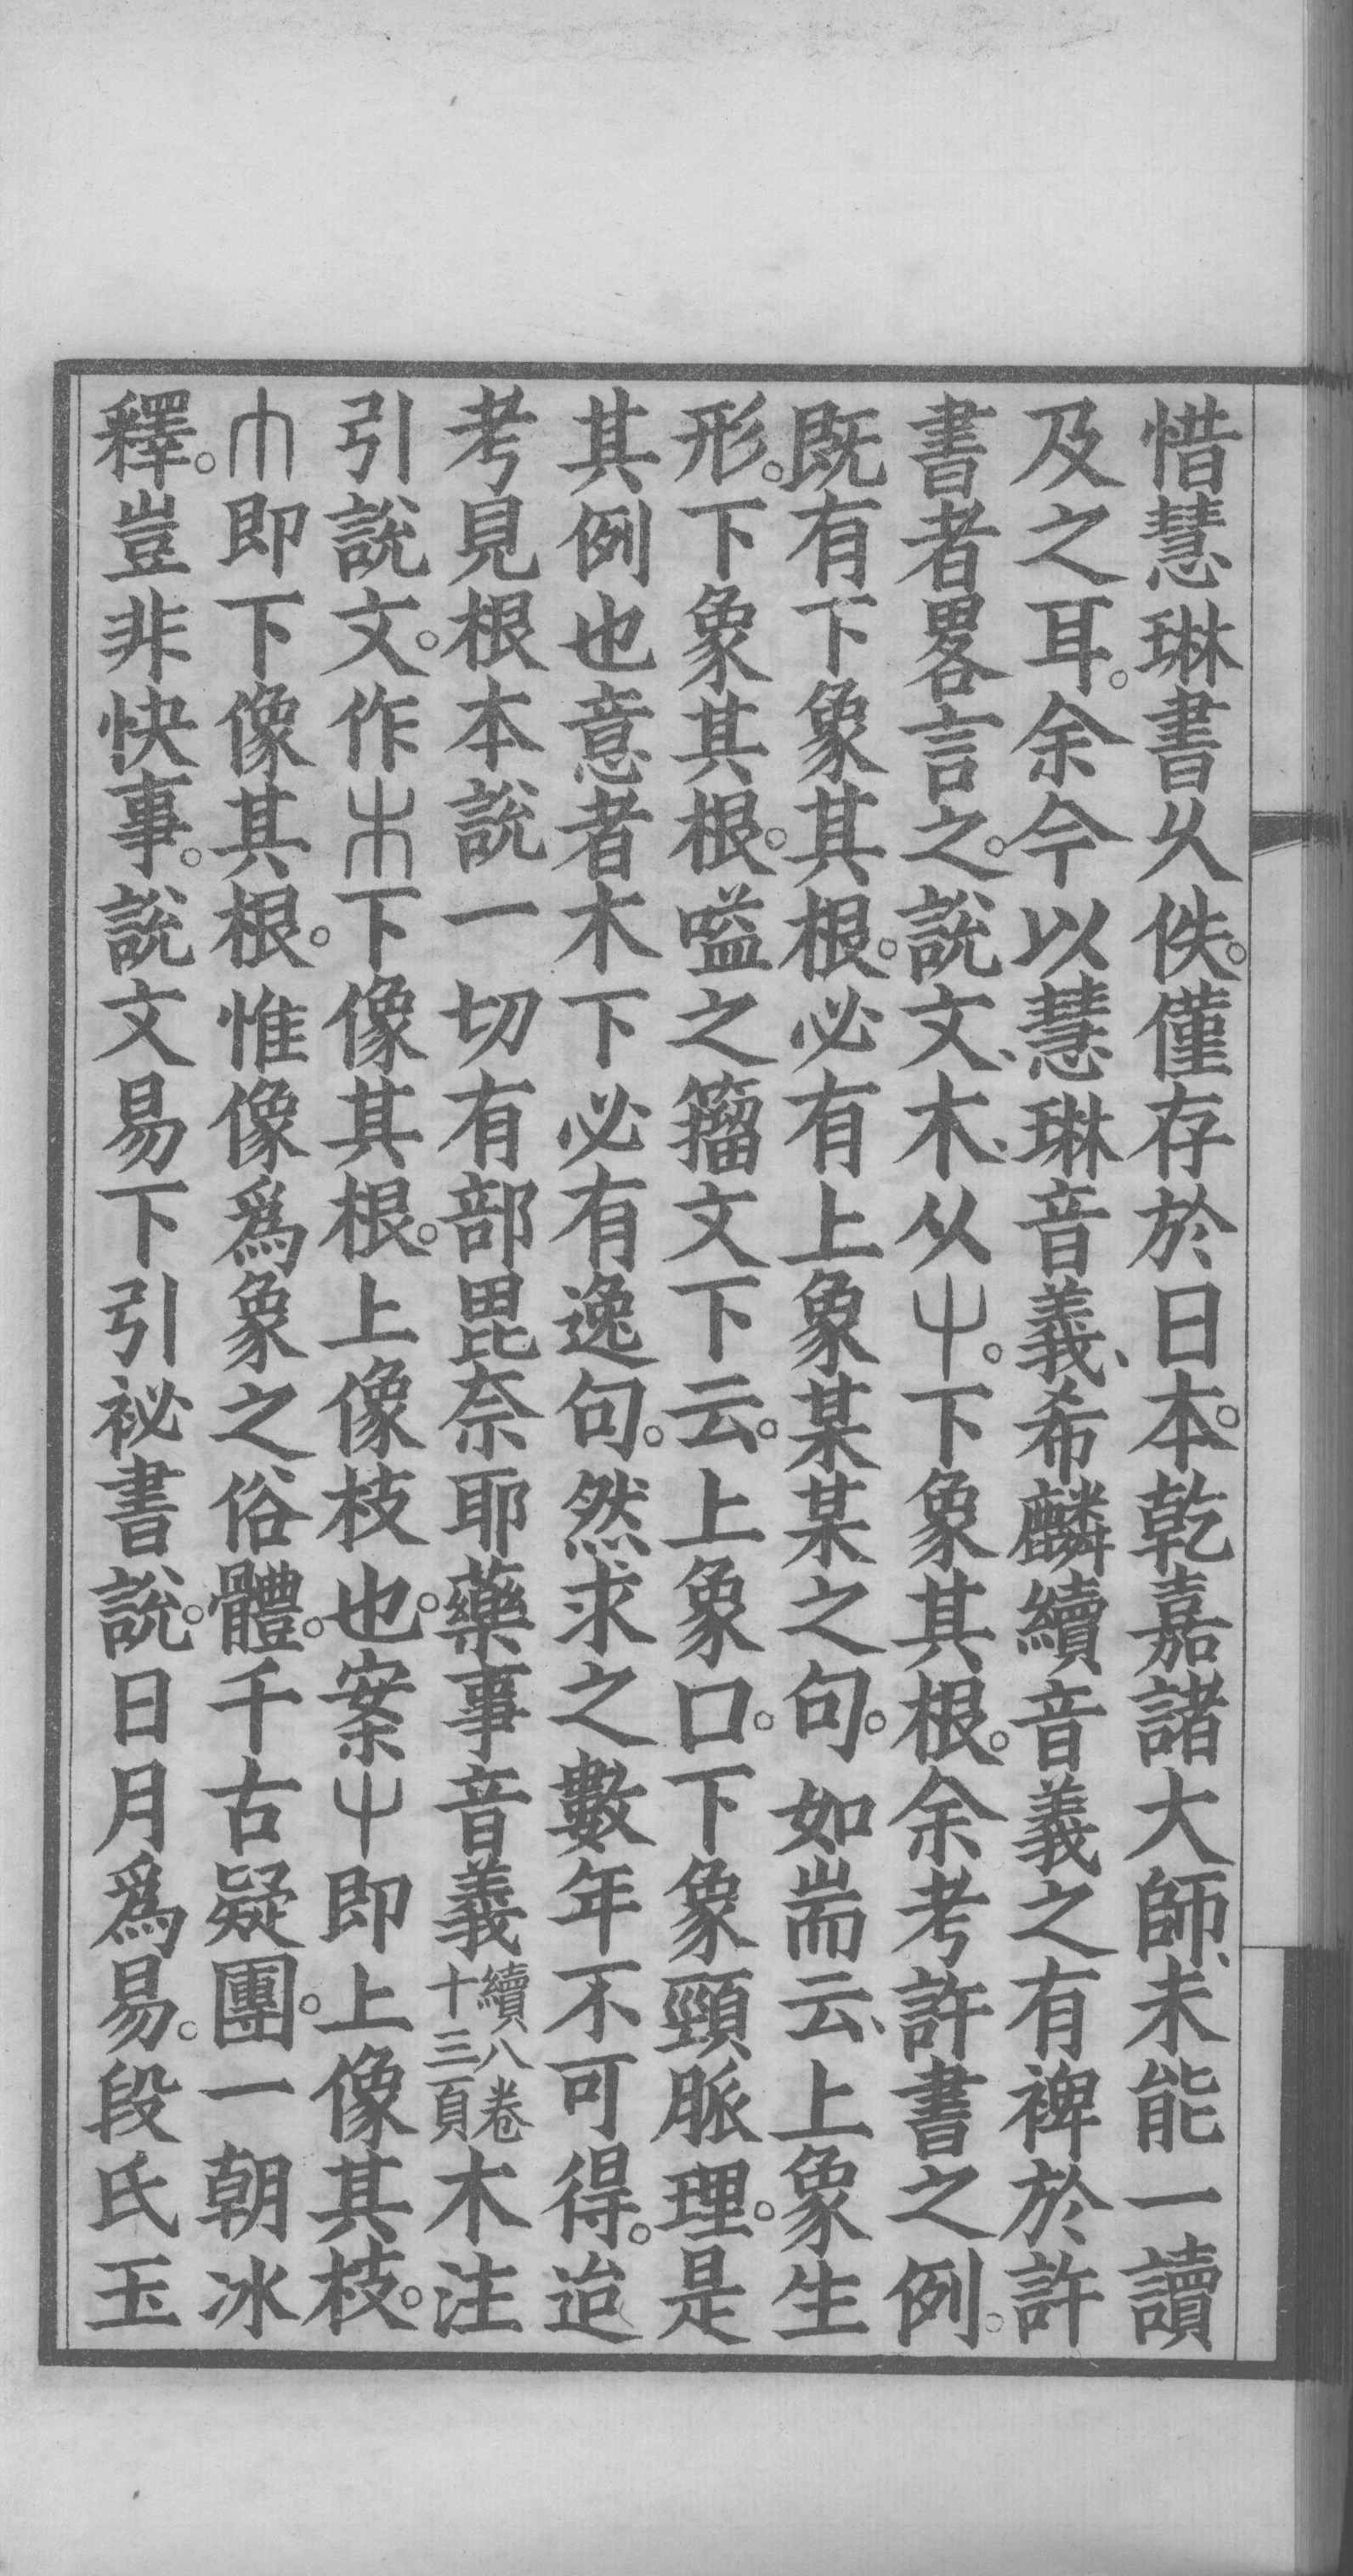 惜慧琳書久佚。僅存於日本。乾嘉諸大師、未能一讀
及之耳。余今以慧琳音義、希麟續音義之有裨於許
書者畧言之。說文、木、从屮。下象其根。余考許書之例。
既有下象其根。必有上象某某之句。如耑云、上象生
形。下象其根。嗌之籀文下云。上象口。下象頸脈理。是
其例也意者木下必有逸句。然求之數年不可得。迨
考見根本說一切有部毘奈耶藥事音義續八卷十三頁木注
引說文。作木下像其根。上像枝也。案屮即上像其枝。
𠕁即下像其根。惟像爲象之俗體。千古疑團。一朝冰
釋。豈非快事。說文易下引祕書說。日月爲易。段氏玉